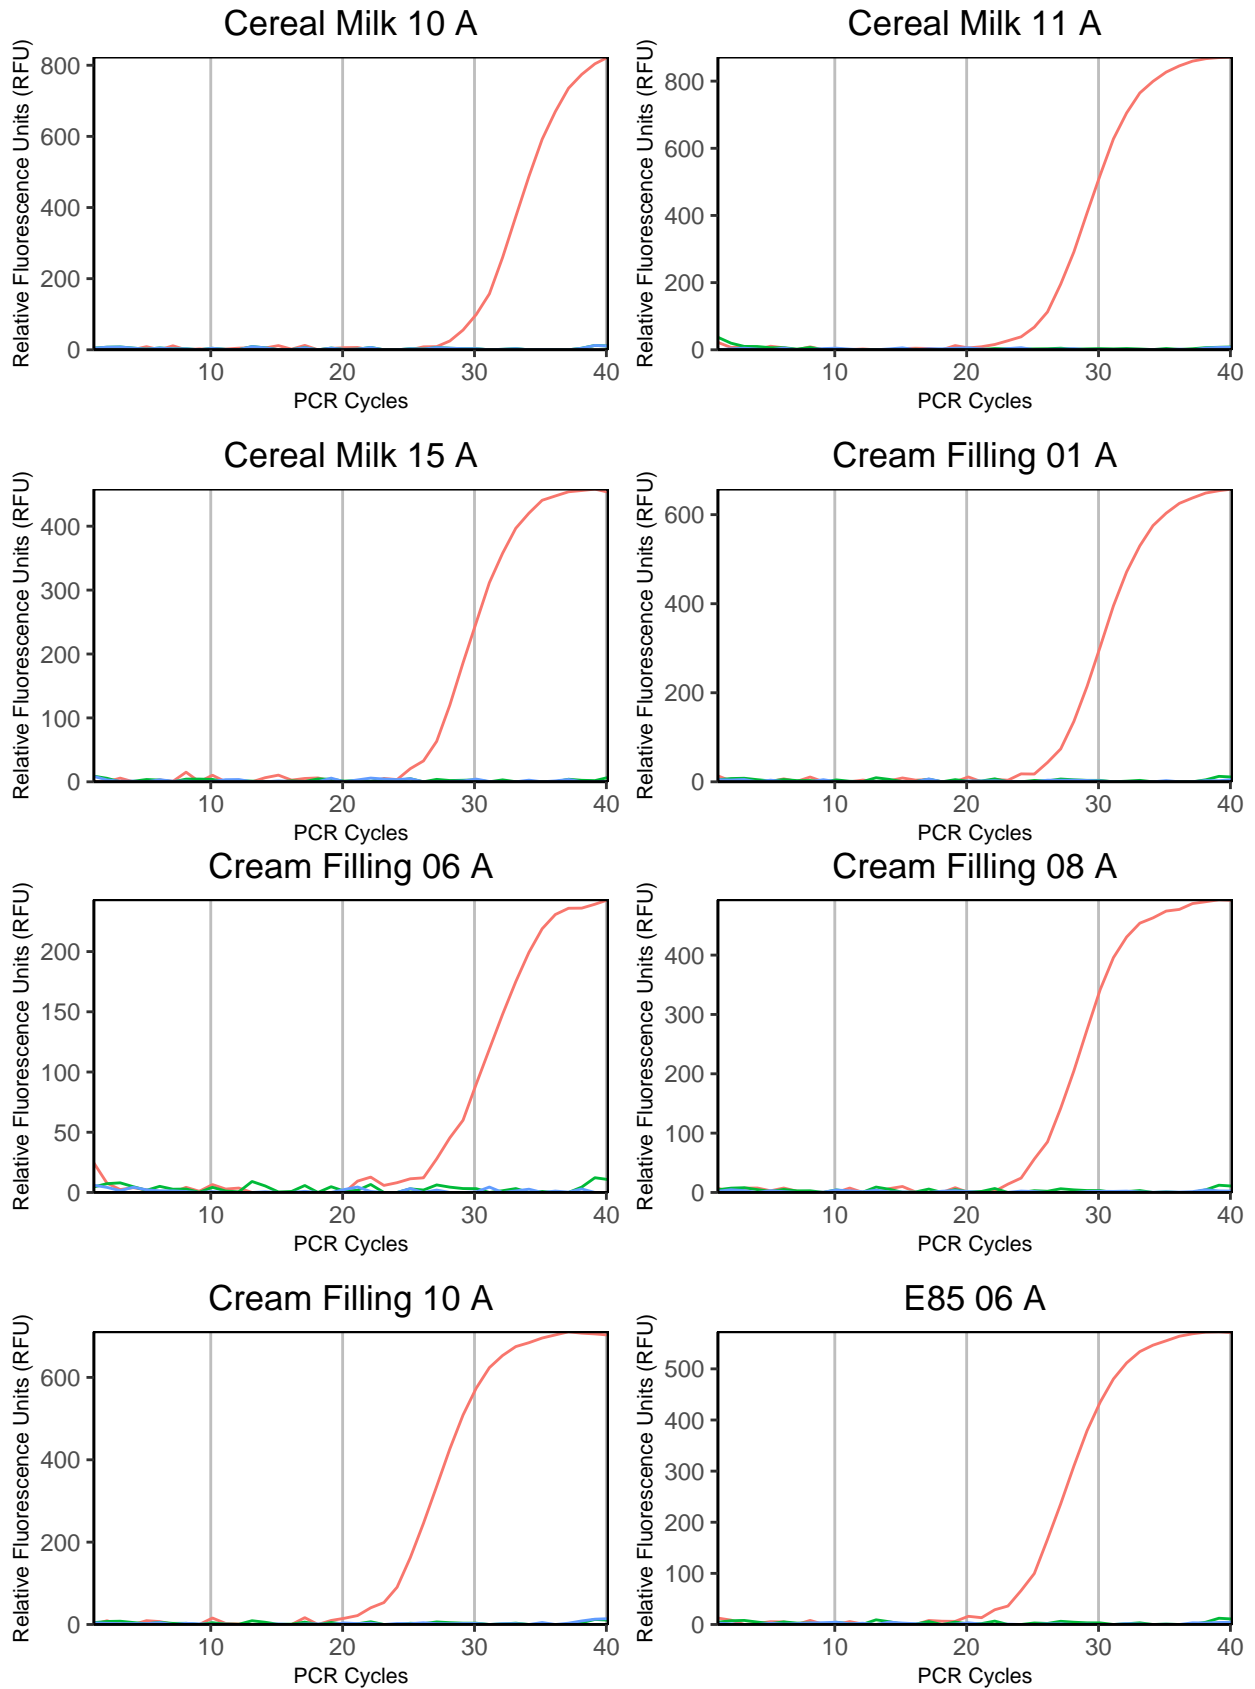 Cereal Milk 10 A
Relative Fluorescence Units (RFU)
800
600
400
200
0
10 20 30 40
PCR Cycles
Cereal Milk 11 A
Relative Fluorescence Units (RFU)
800
600
400
200
0
10 20 30 40
PCR Cycles
Cereal Milk 15 A
Relative Fluorescence Units (RFU)
400
300
200
100
0
10 20 30 40
PCR Cycles
Cream Filling 01 A
Relative Fluorescence Units (RFU)
600
400
200
0
10 20 30 40
PCR Cycles
Cream Filling 06 A
Relative Fluorescence Units (RFU)
200
150
100
50
0
10 20 30 40
PCR Cycles
Cream Filling 08 A
Relative Fluorescence Units (RFU)
400
300
200
100
0
10 20 30 40
PCR Cycles
Cream Filling 10 A
Relative Fluorescence Units (RFU)
600
400
200
0
10 20 30 40
PCR Cycles
E85 06 A
Relative Fluorescence Units (RFU)
500
400
300
200
100
0
10 20 30 40
PCR Cycles